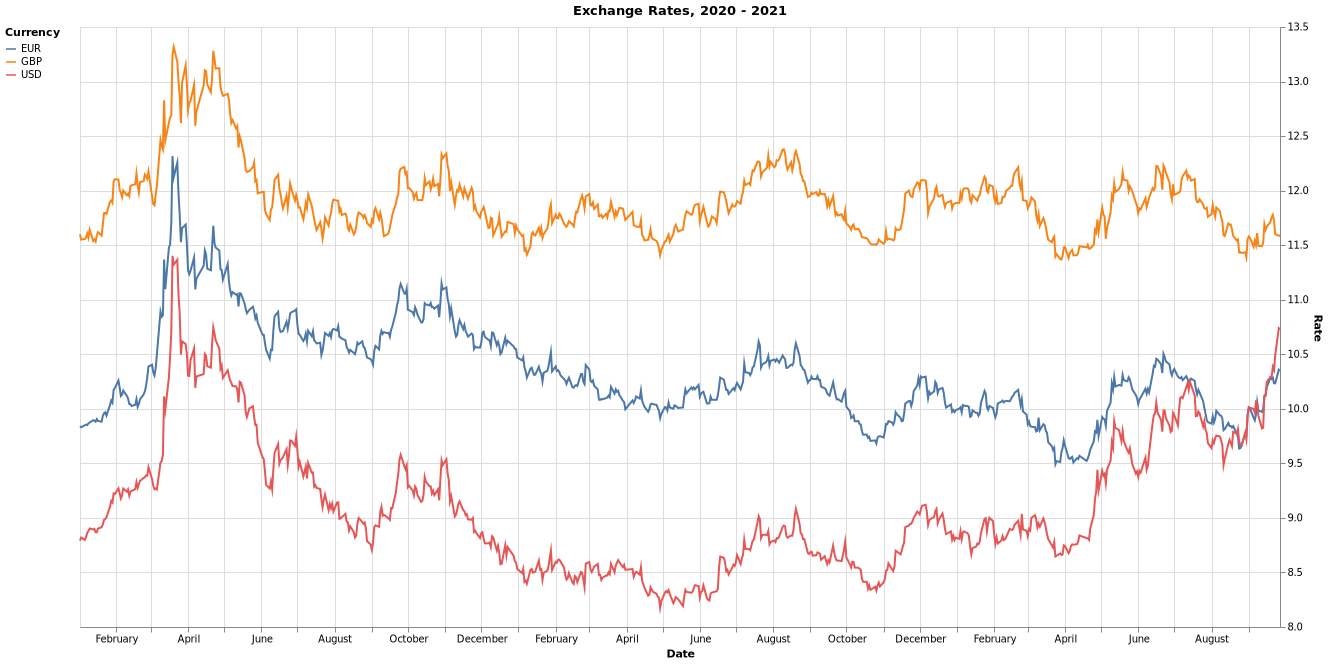 Exchange Rates, 2020 - 2021
Currency
EUR
GBP
USD
13.5
13.0
12.5
12.0
11.5
11.0
10.5
10.0
9.5
9.0
8.5
8.0
Rate
February April June August October December February April June August October December February April June August
Date